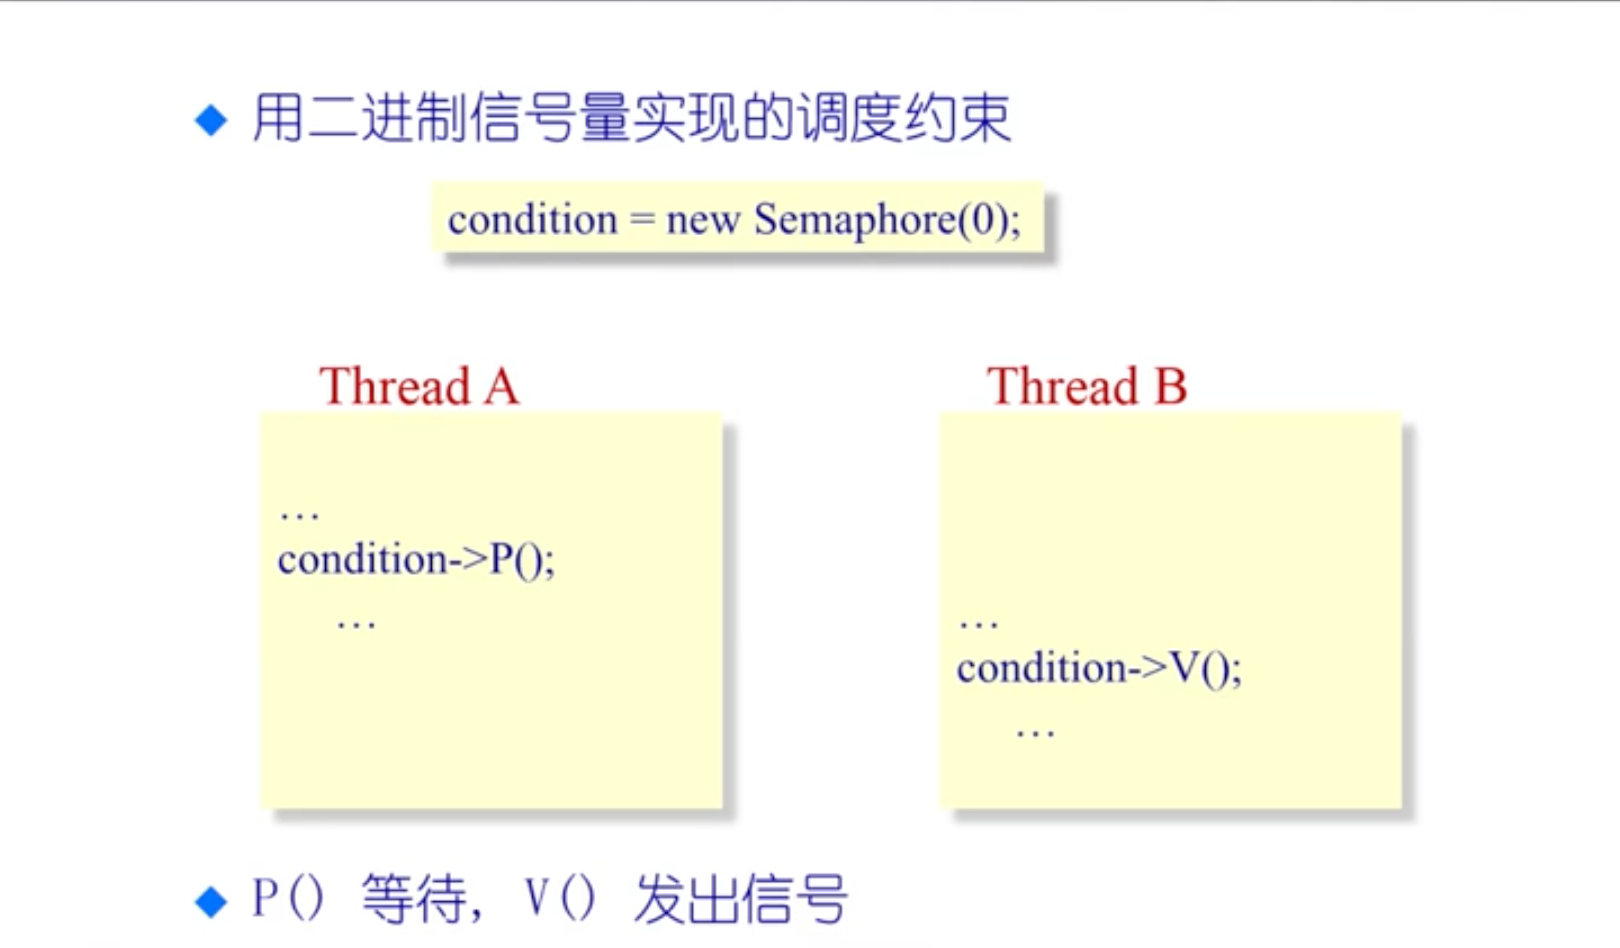 用二进制信号量实现的调度约束
condition = new Semaphore(0);
Thread A
…
condition->P();
…
Thread B
…
condition->V();
…
P() 等待, V() 发出信号